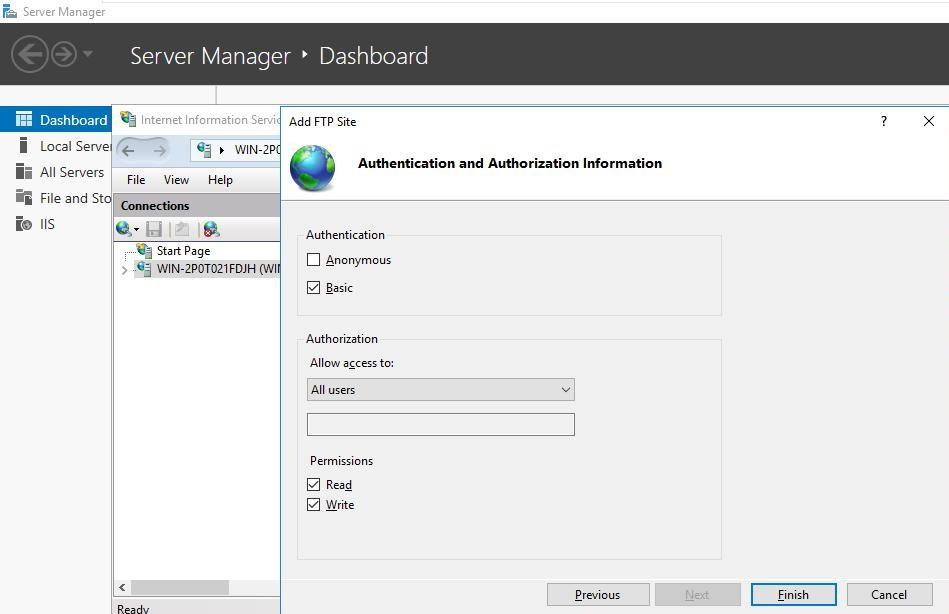 Server Manager
Server Manager ‣ Dashboard
Dashboard
Local Server
All Servers
File and Sto
IIS
Internet Information Servic
WIN-2P0
File View Help
Connections
Start Page
WIN-2P0T021FDJH (WIN
Ready
Add FTP Site
?
Authentication and Authorization Information
Authentication
Anonymous
Basic
Authorization
Allow access to:
All users
Permissions
Read
Write
Previous
Next
Finish
Cancel